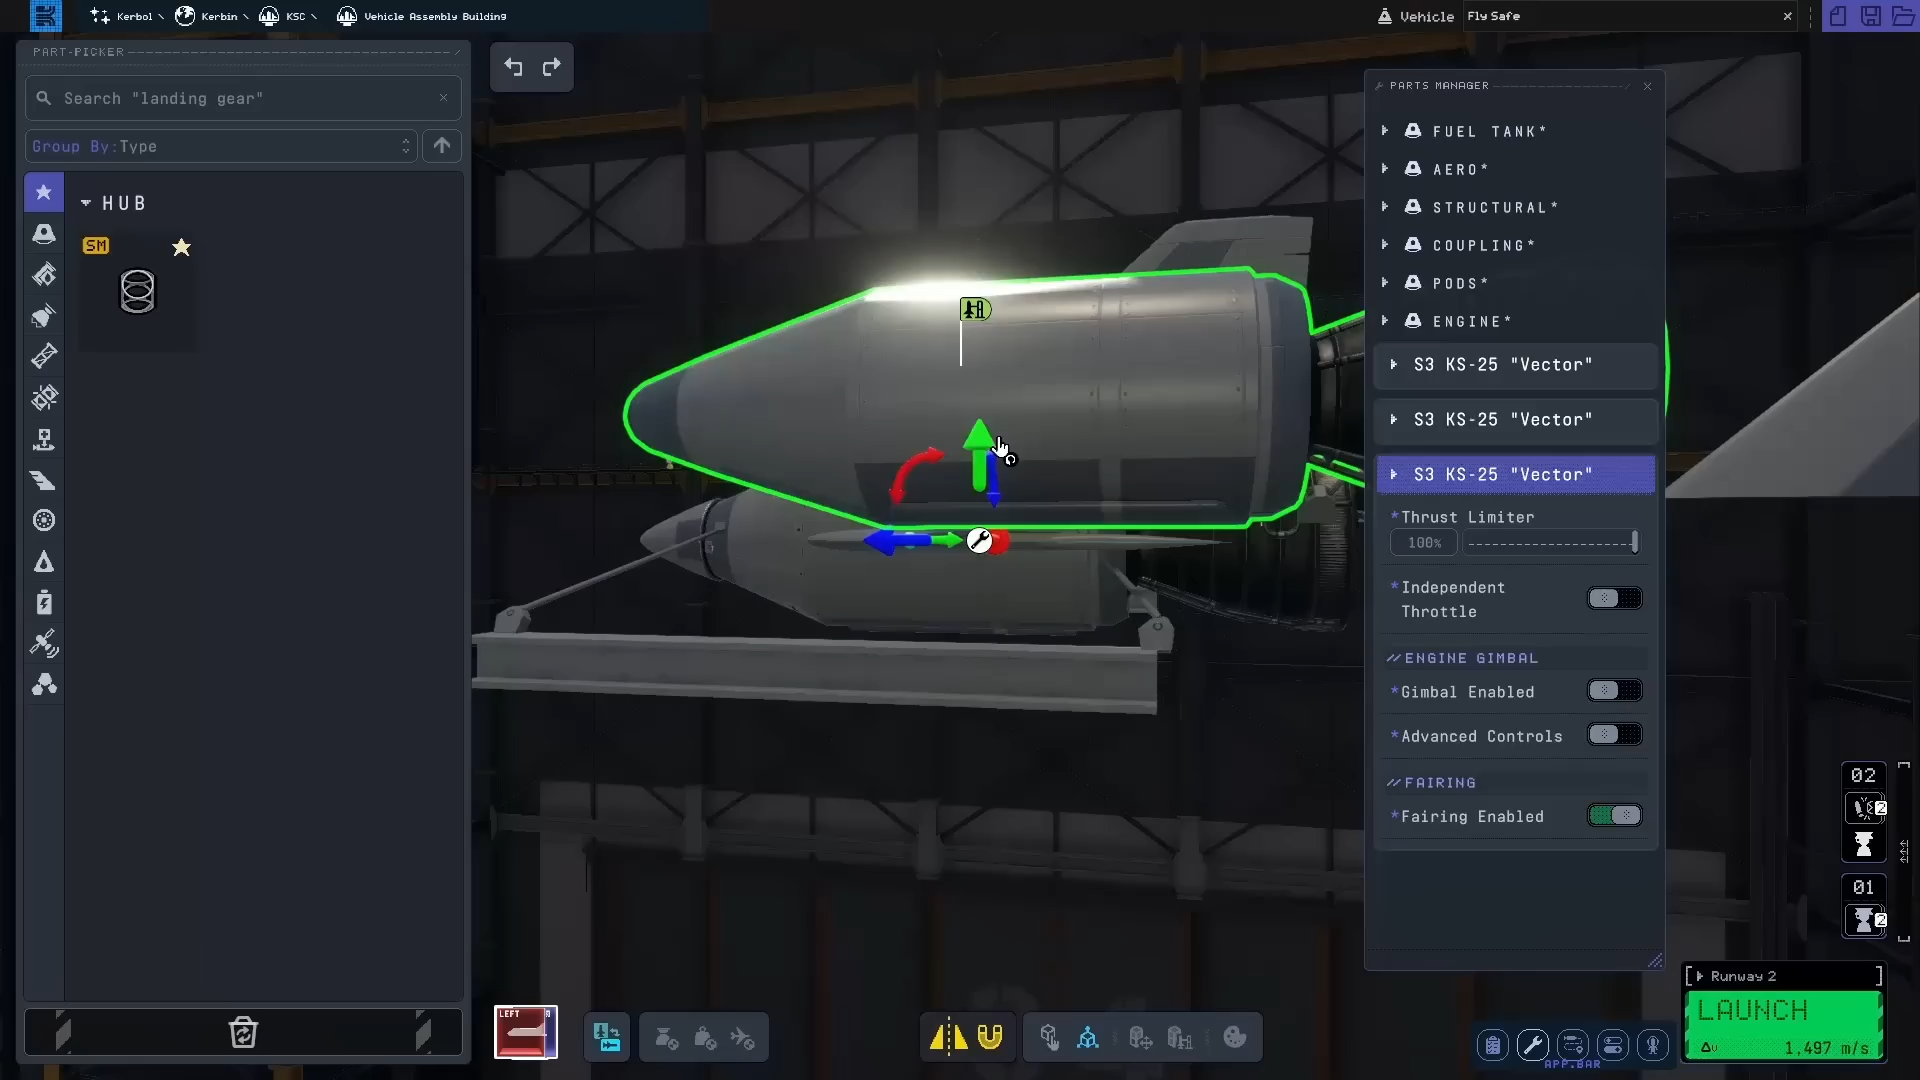 Kerbol
Kerbin
KSC
Vehicle Assembly Building
Vehicle
Fly Safe
PART-PICKER
Search "landing gear"
Group By:Type
HUB
SM
PARTS MANAGER
FUEL TANK*
AERO*
STRUCTURAL*
COUPLING*
PODS*
ENGINE*
S3 KS-25 "Vector"
S3 KS-25 "Vector"
S3 KS-25 "Vector"
*Thrust Limiter
100%
*Independent
Throttle
//ENGINE GIMBAL
*Gimbal Enabled
*Advanced Controls
//FAIRING
*Fairing Enabled
02
2
01
2
LEFT
[ Runway 2 ]
LAUNCH
Δv 1,497 m/s
APP.BAR